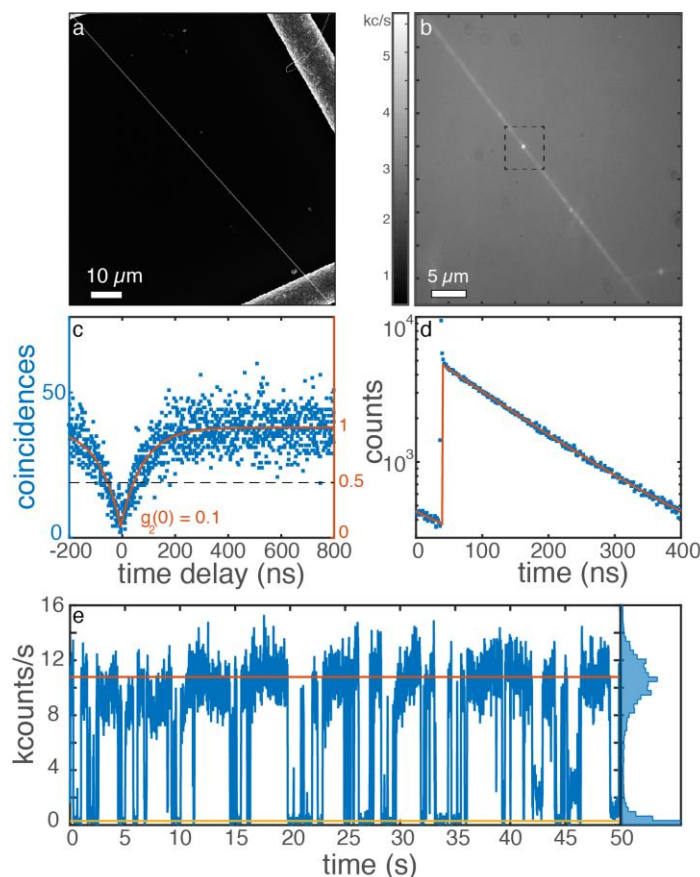 a
10 μm
kc/s
5
4
3
2
1
b
5 μm
c
coincidences
50
0
1
0.5
0
g₂(0) = 0.1
-200
0
200
400
600
800
time delay (ns)
d
counts
10⁴
10³
0
100
200
300
400
time (ns)
e
kcounts/s
16
12
8
4
0
0
5
10
15
20
25
30
35
40
45
50
time (s)